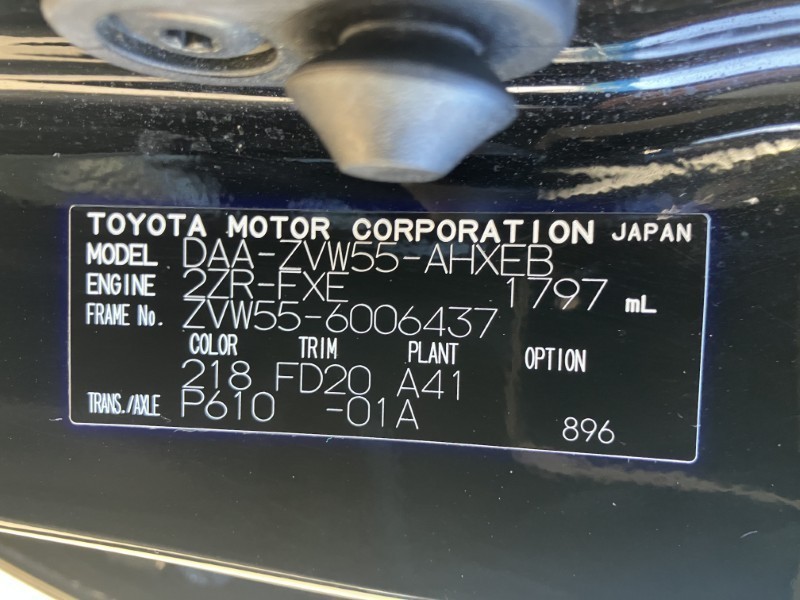 TOYOTA MOTOR CORPORATION JAPAN
MODEL DAA-ZVW55-AHXEB
ENGINE 2ZR-FXE 1797 mL
FRAME No. ZVW55-6006437
COLOR TRIM PLANT OPTION
218 FD20 A41
TRANS./AXLE P610 -01A 896